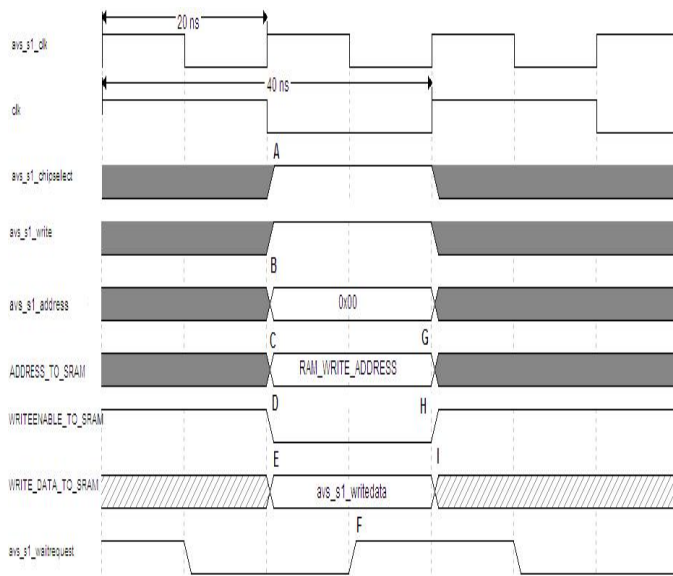 20 ns
avs_s1_clk
40 ns
clk
A
avs_s1_chipselect
avs_s1_write
B
avs_s1_address
0x00
C
G
ADDRESS_TO_SRAM
RAM_WRITE_ADDRESS
D
H
WRITEENABLE_TO_SRAM
E
I
WRITE_DATA_TO_SRAM
avs_s1_writedata
F
avs_s1_waitrequest